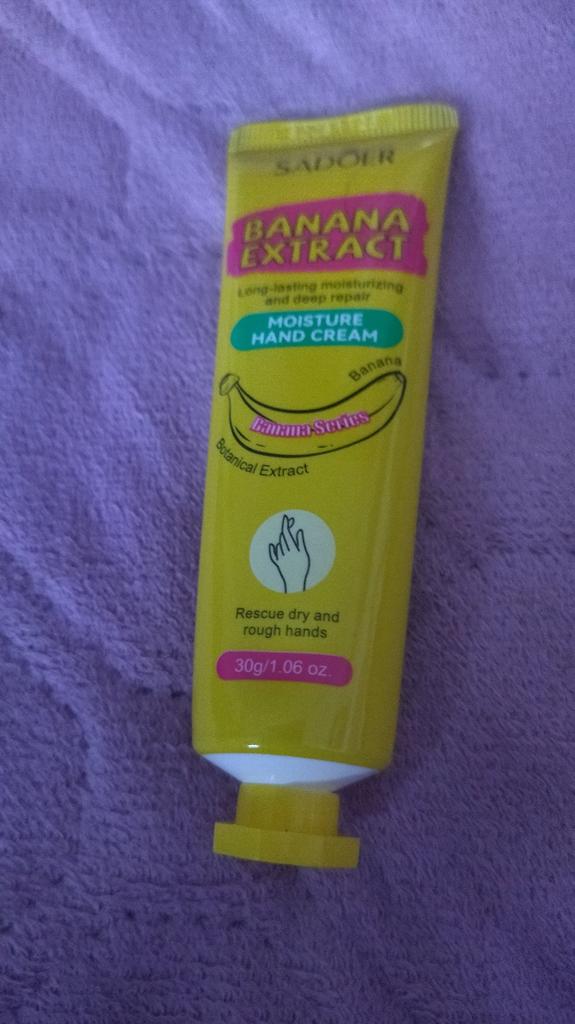 SADOER
BANANA
EXTRACT
Long-lasting moisturizing
and deep repair
MOISTURE
HAND CREAM
Banana
Banana Series
Botanical Extract
Rescue dry and
rough hands
30g/1.06 oz.